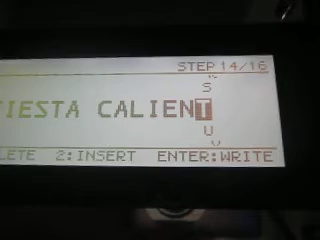 STEP 14/16
S
IESTA CALIENT
U
V
LETE 2:INSERT ENTER:WRITE